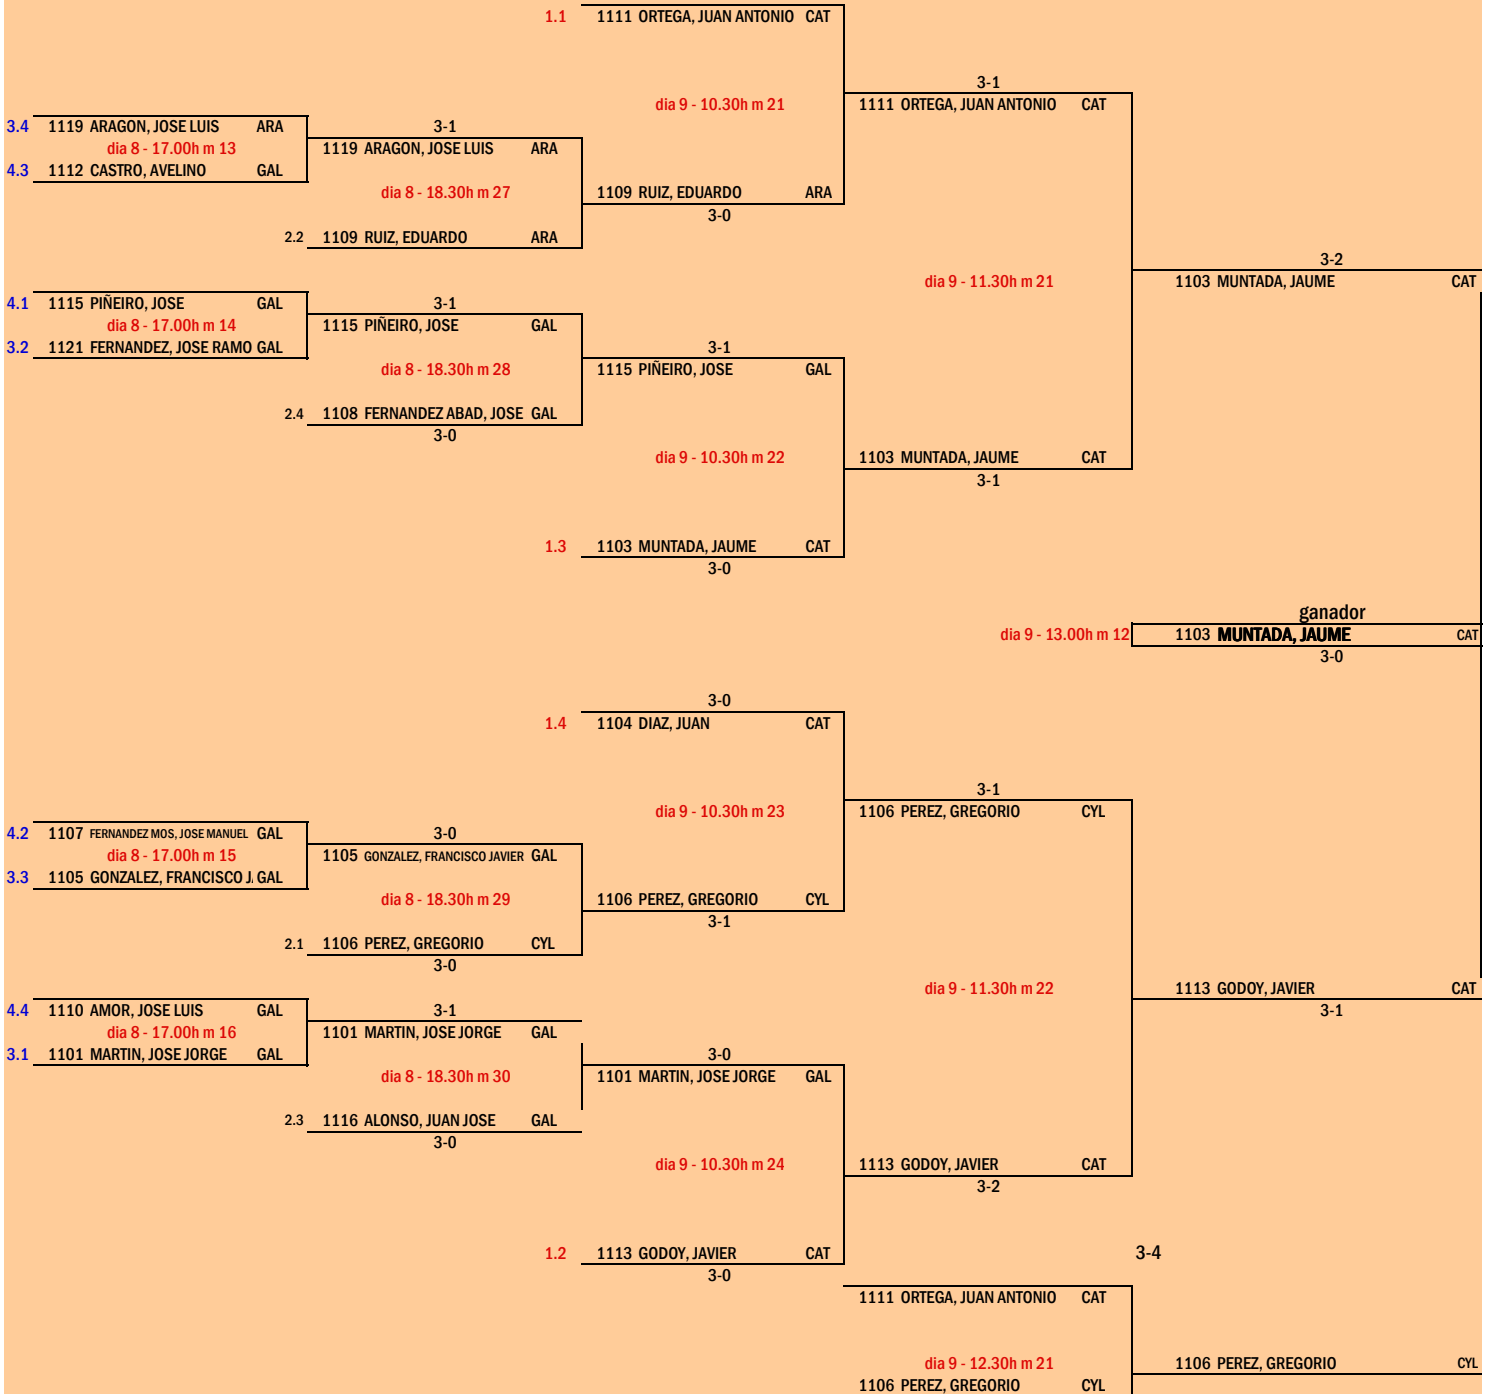 1.1 1111 ORTEGA, JUAN ANTONIO CAT
3-1
dia 9 - 10.30h m 21 1111 ORTEGA, JUAN ANTONIO CAT
3.4 1119 ARAGON, JOSE LUIS ARA 3-1
dia 8 - 17.00h m 13 1119 ARAGON, JOSE LUIS ARA
4.3 1112 CASTRO, AVELINO GAL
dia 8 - 18.30h m 27 1109 RUIZ, EDUARDO ARA
3-0
2.2 1109 RUIZ, EDUARDO ARA
3-2
dia 9 - 11.30h m 21 1103 MUNTADA, JAUME CAT
4.1 1115 PIÑEIRO, JOSE GAL 3-1
dia 8 - 17.00h m 14 1115 PIÑEIRO, JOSE GAL
3.2 1121 FERNANDEZ, JOSE RAMO GAL 3-1
dia 8 - 18.30h m 28 1115 PIÑEIRO, JOSE GAL
2.4 1108 FERNANDEZ ABAD, JOSE GAL
3-0
dia 9 - 10.30h m 22 1103 MUNTADA, JAUME CAT
3-1
1.3 1103 MUNTADA, JAUME CAT
3-0
ganador
dia 9 - 13.00h m 12 1103 MUNTADA, JAUME CAT
3-0
3-0
1.4 1104 DIAZ, JUAN CAT
3-1
dia 9 - 10.30h m 23 1106 PEREZ, GREGORIO CYL
4.2 1107 FERNANDEZ MOS, JOSE MANUEL GAL 3-0
dia 8 - 17.00h m 15 1105 GONZALEZ, FRANCISCO JAVIER GAL
3.3 1105 GONZALEZ, FRANCISCO J. GAL
dia 8 - 18.30h m 29 1106 PEREZ, GREGORIO CYL
3-1
2.1 1106 PEREZ, GREGORIO CYL
3-0
dia 9 - 11.30h m 22 1113 GODOY, JAVIER CAT
4.4 1110 AMOR, JOSE LUIS GAL 3-1 3-1
dia 8 - 17.00h m 16 1101 MARTIN, JOSE JORGE GAL
3.1 1101 MARTIN, JOSE JORGE GAL 3-0
dia 8 - 18.30h m 30 1101 MARTIN, JOSE JORGE GAL
2.3 1116 ALONSO, JUAN JOSE GAL
3-0
dia 9 - 10.30h m 24 1113 GODOY, JAVIER CAT
3-2
1.2 1113 GODOY, JAVIER CAT 3-4
3-0
1111 ORTEGA, JUAN ANTONIO CAT
dia 9 - 12.30h m 21 1106 PEREZ, GREGORIO CYL
1106 PEREZ, GREGORIO CYL